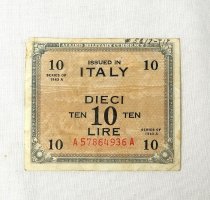 ALLIED MILITARY CURRENCY
10 ISSUED IN 10
ITALY
SERIES OF 1943 A SERIES OF 1943 A
DIECI
TEN 10 TEN
LIRE
10 10
A 57864936 A